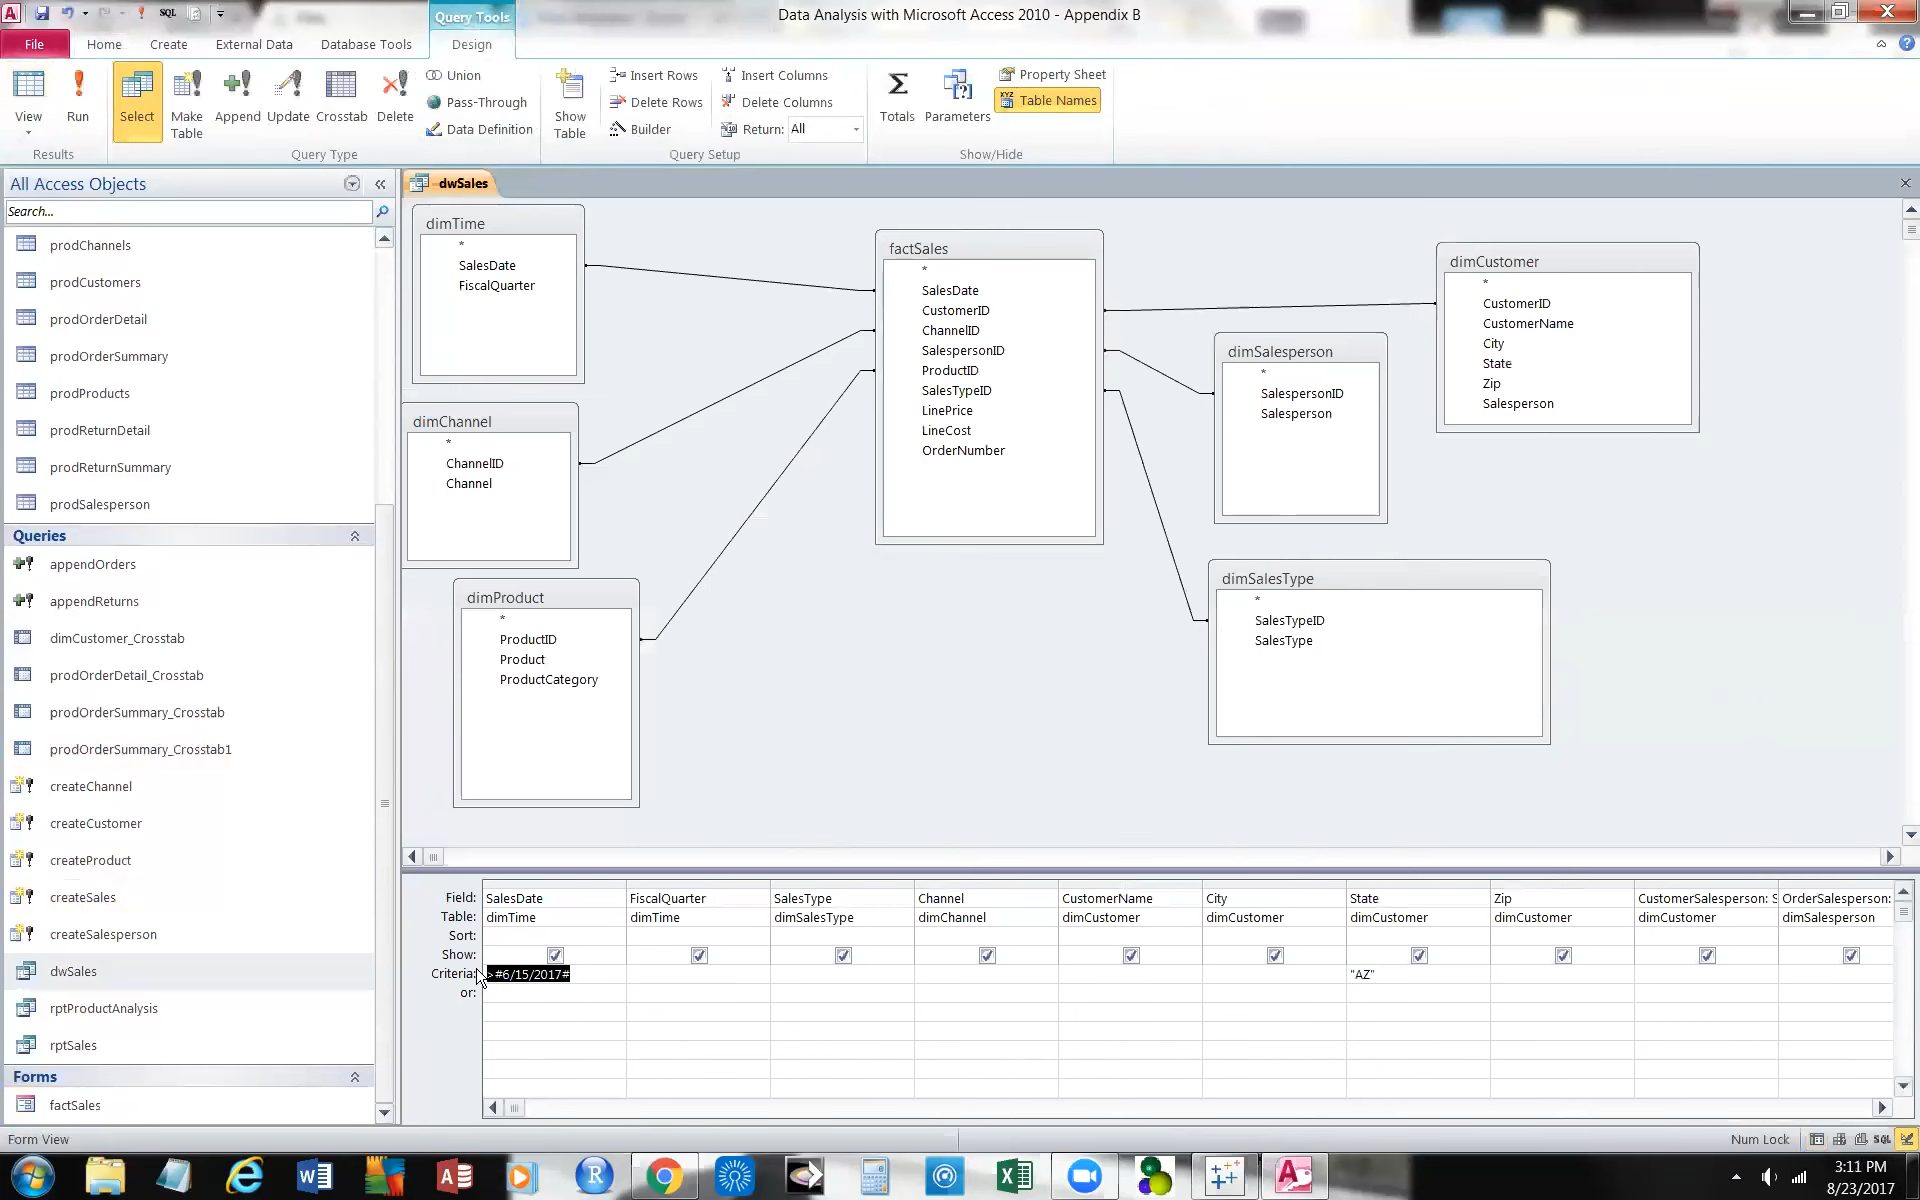 SQL
Query Tools
Data Analysis with Microsoft Access 2010 - Appendix B
File
Home
Create
External Data
Database Tools
Design
View
Run
Results
Select
Make Table
Append
Update
Crosstab
Delete
Union
Pass-Through
Data Definition
Query Type
Show Table
Insert Rows
Delete Rows
Builder
Insert Columns
Delete Columns
Return: All
Query Setup
Totals
Parameters
Property Sheet
Table Names
Show/Hide
All Access Objects
Search...
prodChannels
prodCustomers
prodOrderDetail
prodOrderSummary
prodProducts
prodReturnDetail
prodReturnSummary
prodSalesperson
Queries
appendOrders
appendReturns
dimCustomer_Crosstab
prodOrderDetail_Crosstab
prodOrderSummary_Crosstab
prodOrderSummary_Crosstab1
createChannel
createCustomer
createProduct
createSales
createSalesperson
dwSales
rptProductAnalysis
rptSales
Forms
factSales
dwSales
dimTime
*
SalesDate
FiscalQuarter
dimChannel
*
ChannelID
Channel
dimProduct
*
ProductID
Product
ProductCategory
factSales
*
SalesDate
CustomerID
ChannelID
SalespersonID
ProductID
SalesTypeID
LinePrice
LineCost
OrderNumber
dimSalesperson
*
SalespersonID
Salesperson
dimCustomer
*
CustomerID
CustomerName
City
State
Zip
Salesperson
dimSalesType
*
SalesTypeID
SalesType
Field: SalesDate FiscalQuarter SalesType Channel CustomerName City State Zip CustomerSalesperson: S OrderSalesperson:
Table: dimTime dimTime dimSalesType dimChannel dimCustomer dimCustomer dimCustomer dimCustomer dimCustomer dimSalesperson
Sort:
Show:
Criteria: >#6/15/2017# "AZ"
or:
Form View
Num Lock
SQL
3:11 PM
8/23/2017